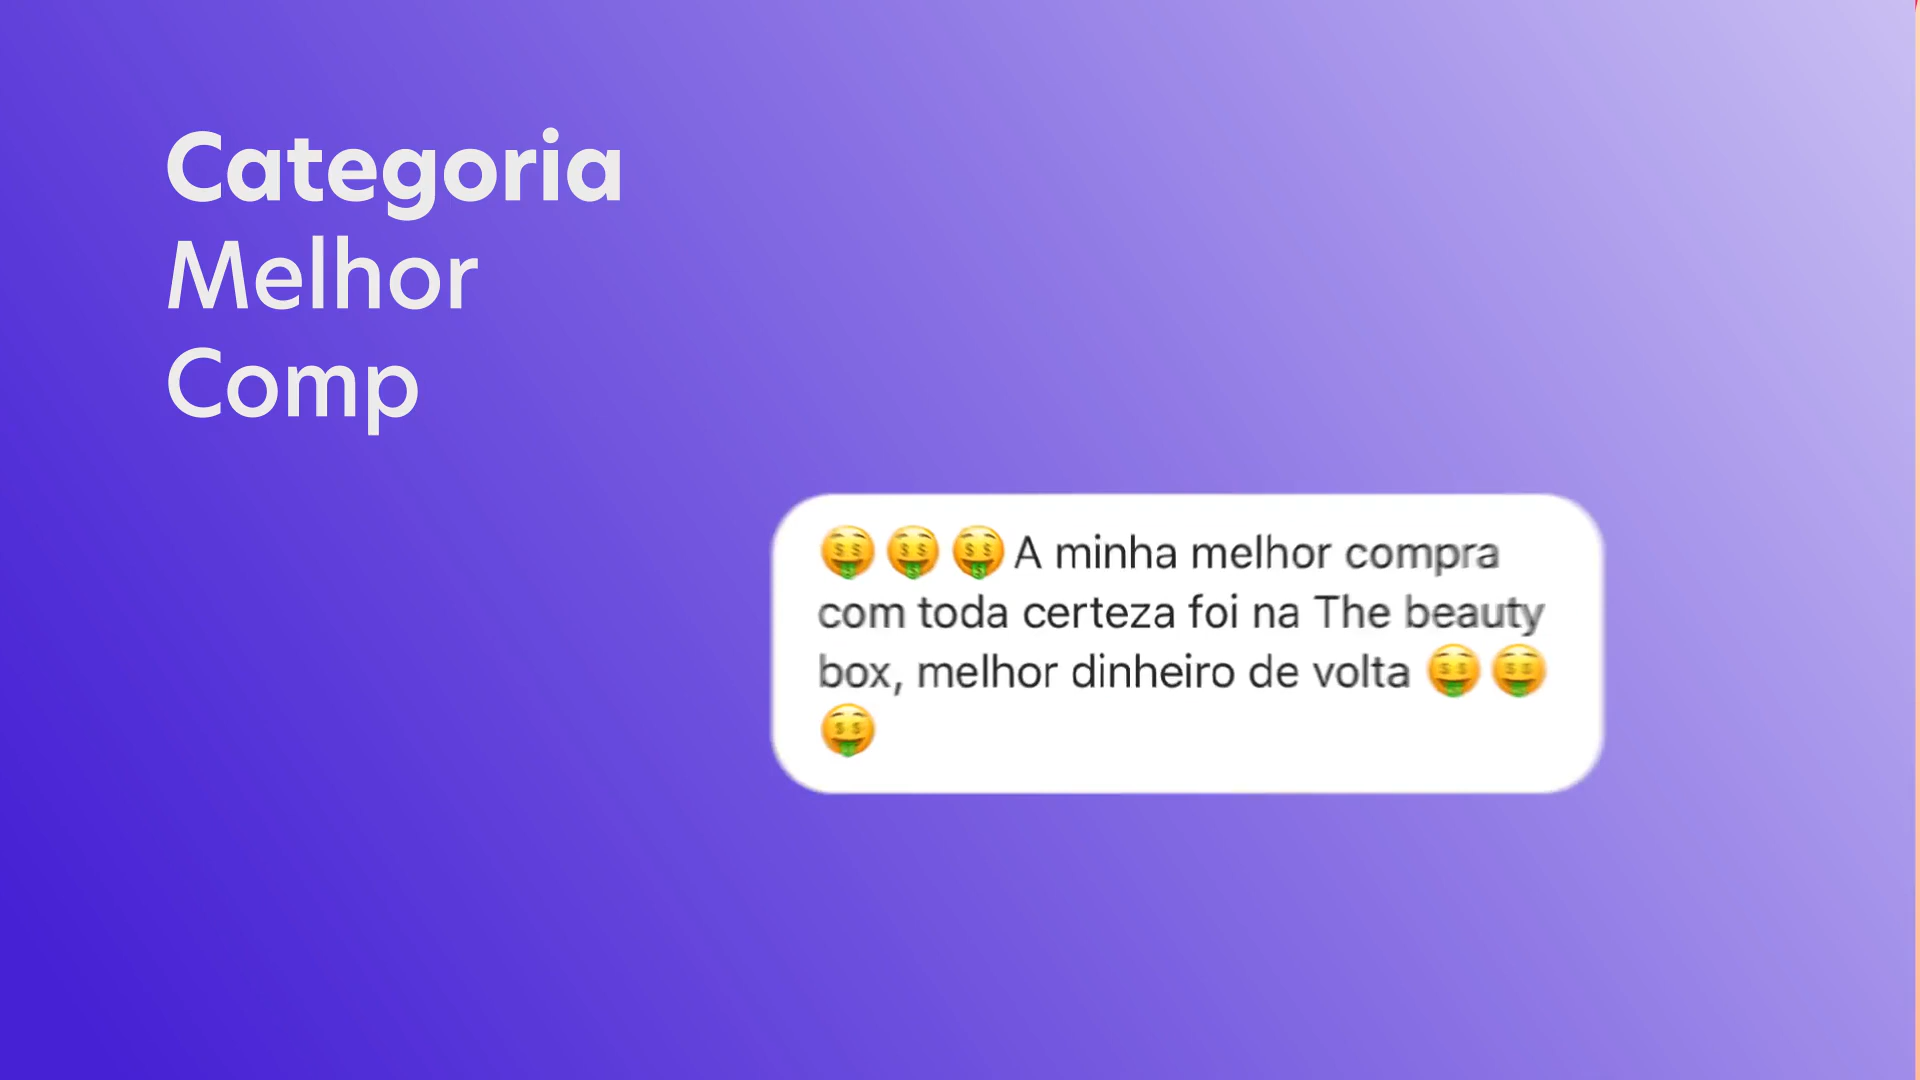 Categoria
Melhor
Comp
🤑🤑🤑 A minha melhor compra
com toda certeza foi na The beauty
box, melhor dinheiro de volta 🤑🤑
🤑